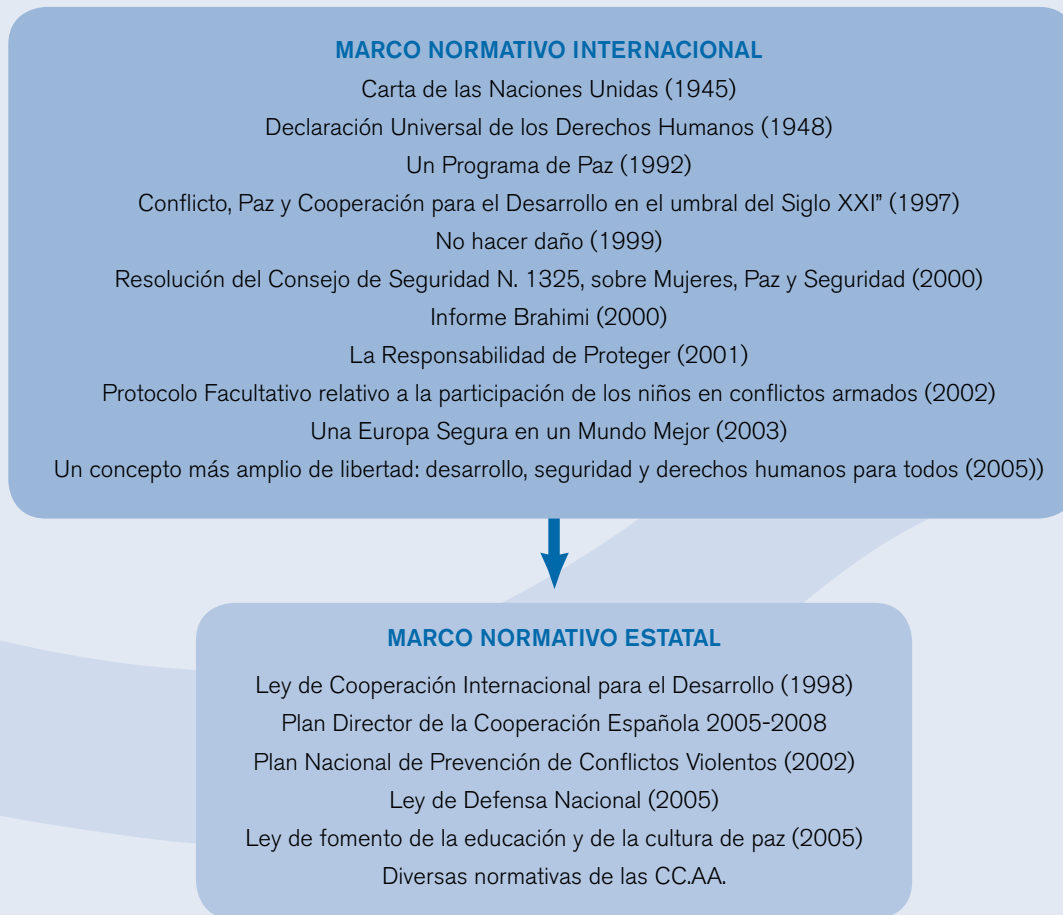 MARCO NORMATIVO INTERNACIONAL
Carta de las Naciones Unidas (1945)
Declaración Universal de los Derechos Humanos (1948)
Un Programa de Paz (1992)
Conflicto, Paz y Cooperación para el Desarrollo en el umbral del Siglo XXI" (1997)
No hacer daño (1999)
Resolución del Consejo de Seguridad N. 1325, sobre Mujeres, Paz y Seguridad (2000)
Informe Brahimi (2000)
La Responsabilidad de Proteger (2001)
Protocolo Facultativo relativo a la participación de los niños en conflictos armados (2002)
Una Europa Segura en un Mundo Mejor (2003)
Un concepto más amplio de libertad: desarrollo, seguridad y derechos humanos para todos (2005))
MARCO NORMATIVO ESTATAL
Ley de Cooperación Internacional para el Desarrollo (1998)
Plan Director de la Cooperación Española 2005-2008
Plan Nacional de Prevención de Conflictos Violentos (2002)
Ley de Defensa Nacional (2005)
Ley de fomento de la educación y de la cultura de paz (2005)
Diversas normativas de las CC.AA.